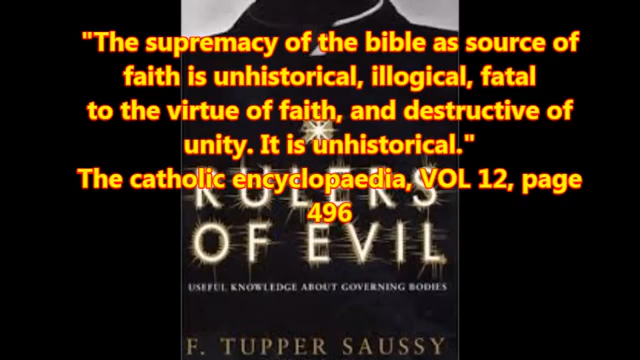 "The supremacy of the bible as source of
faith is unhistorical, illogical, fatal
to the virtue of faith, and destructive of
unity. It is unhistorical."
The catholic encyclopaedia, VOL 12, page
496
RULERS
OF EVIL
USEFUL KNOWLEDGE ABOUT GOVERNING BODIES
F. TUPPER SAUSSY